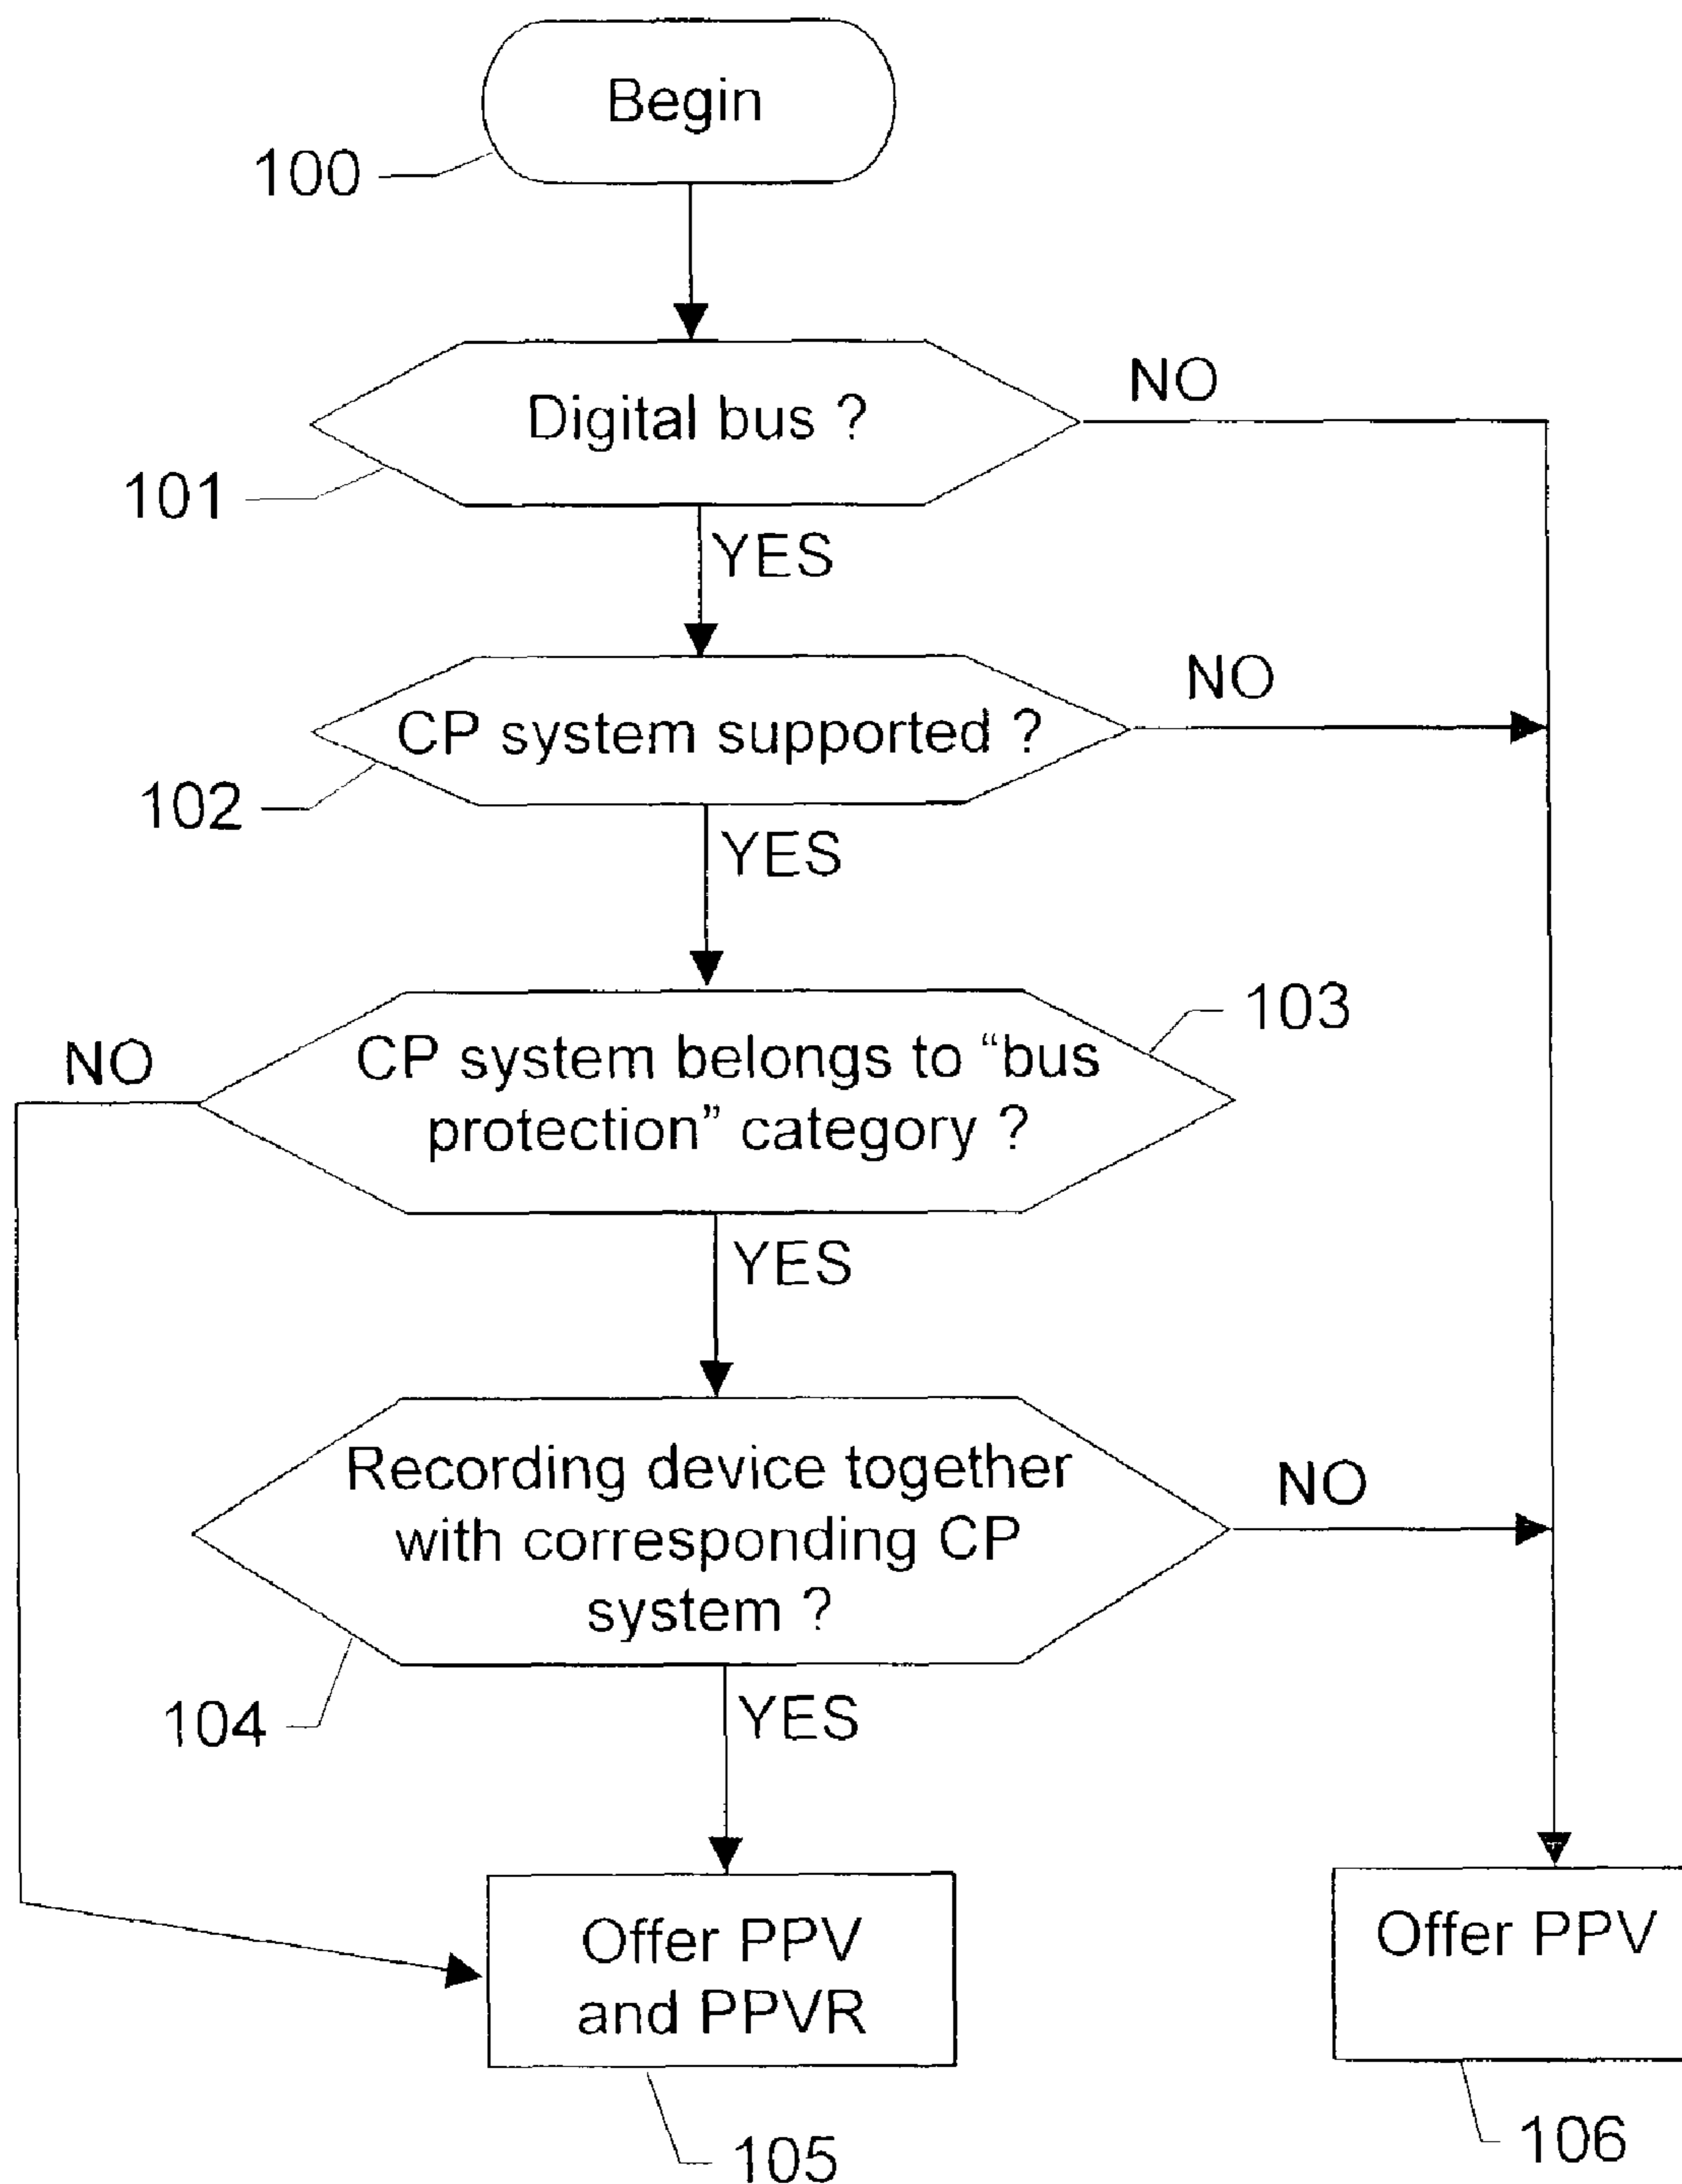 Begin
100
Digital bus ?
NO
101
YES
CP system supported ?
NO
102
YES
103
CP system belongs to “bus
protection” category ?
NO
YES
Recording device together
with corresponding CP
system ?
NO
104
YES
Offer PPV
and PPVR
Offer PPV
105
106